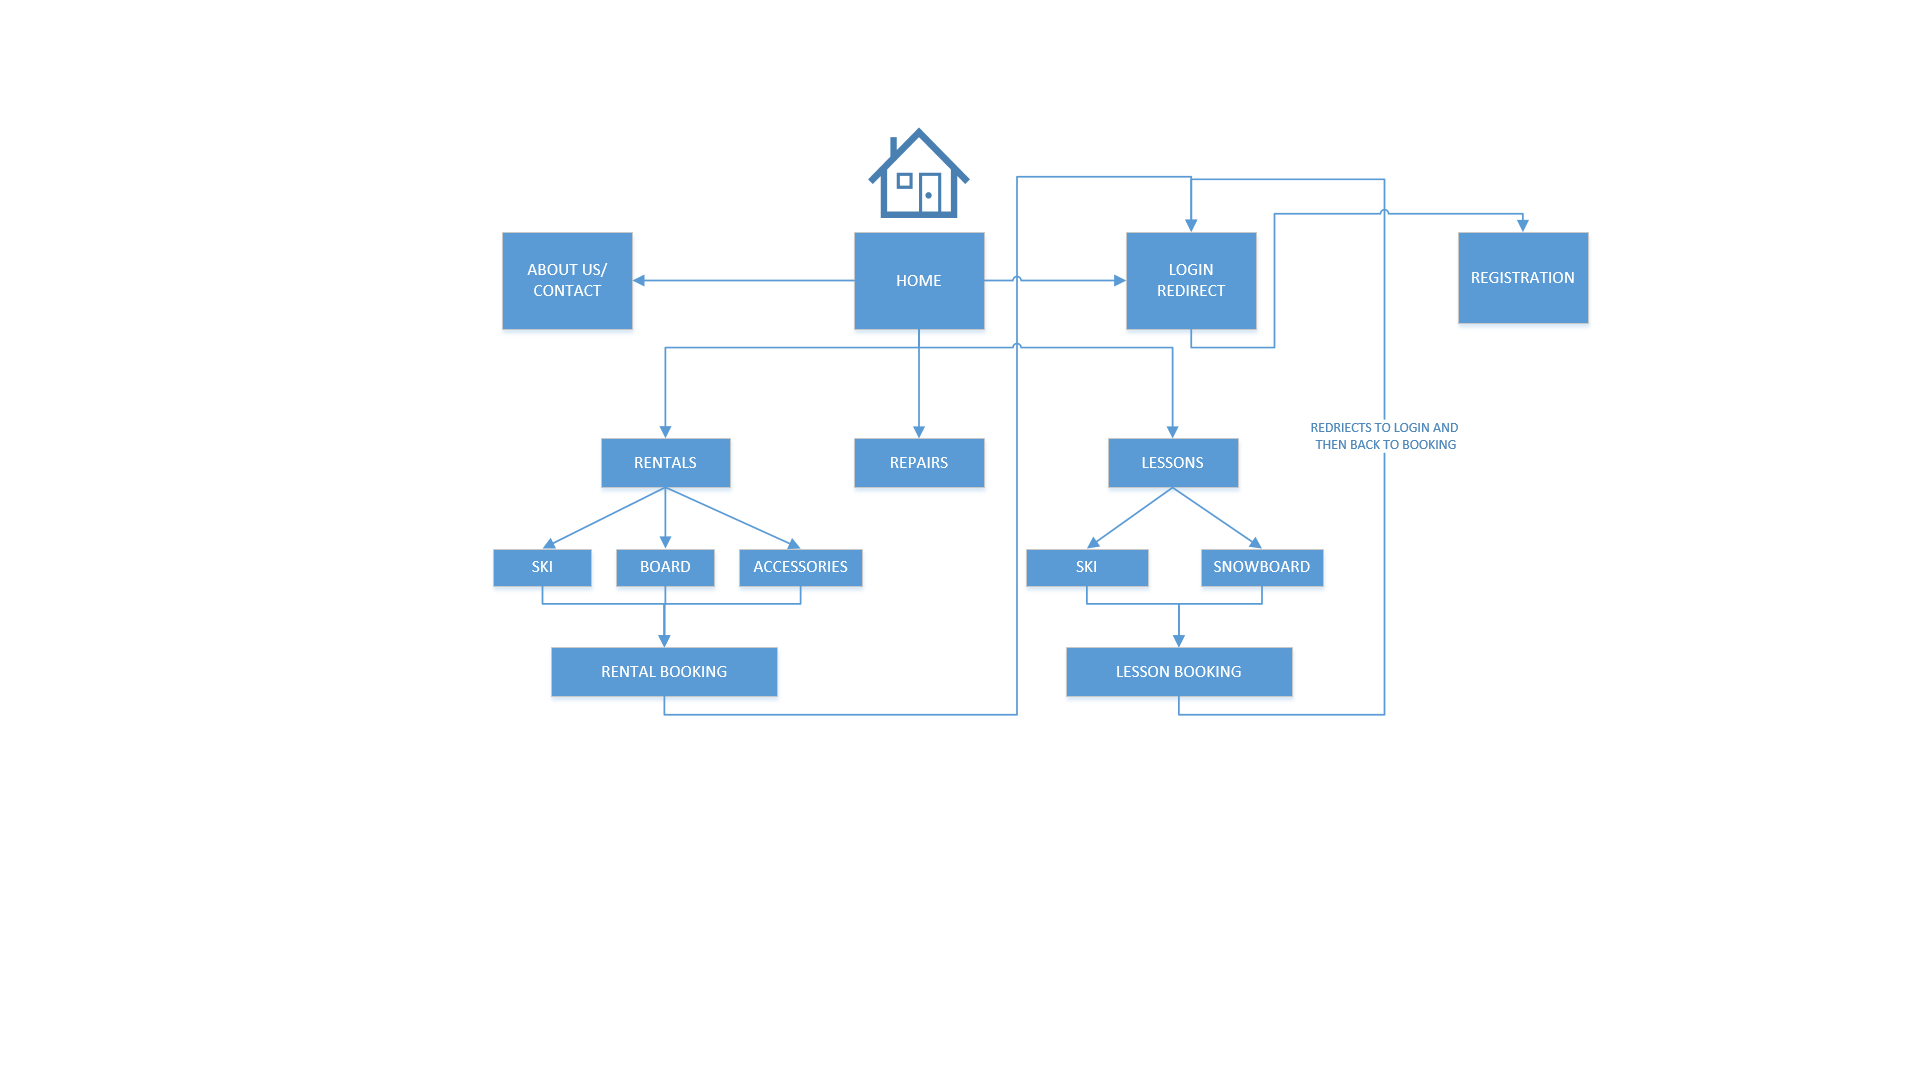 ABOUT US/
CONTACT
HOME
LOGIN
REDIRECT
REGISTRATION
REDRIECTS TO LOGIN AND
THEN BACK TO BOOKING
RENTALS
REPAIRS
LESSONS
SKI
BOARD
ACCESSORIES
SKI
SNOWBOARD
RENTAL BOOKING
LESSON BOOKING